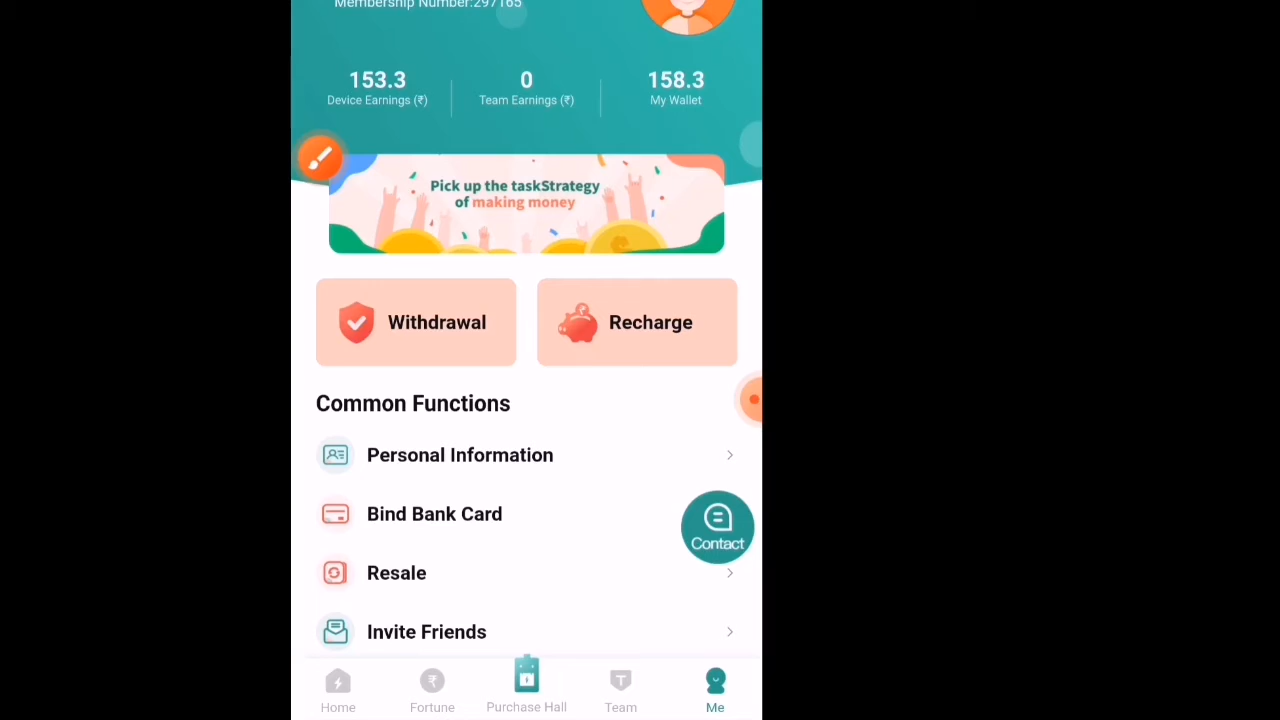 Membership Number:297165
153.3
0
158.3
Device Earnings (₹)
Team Earnings (₹)
My Wallet
Pick up the taskStrategy
of making money
Withdrawal
Recharge
Common Functions
Personal Information
Bind Bank Card
Contact
Resale
Invite Friends
Home
Fortune
Purchase Hall
Team
Me